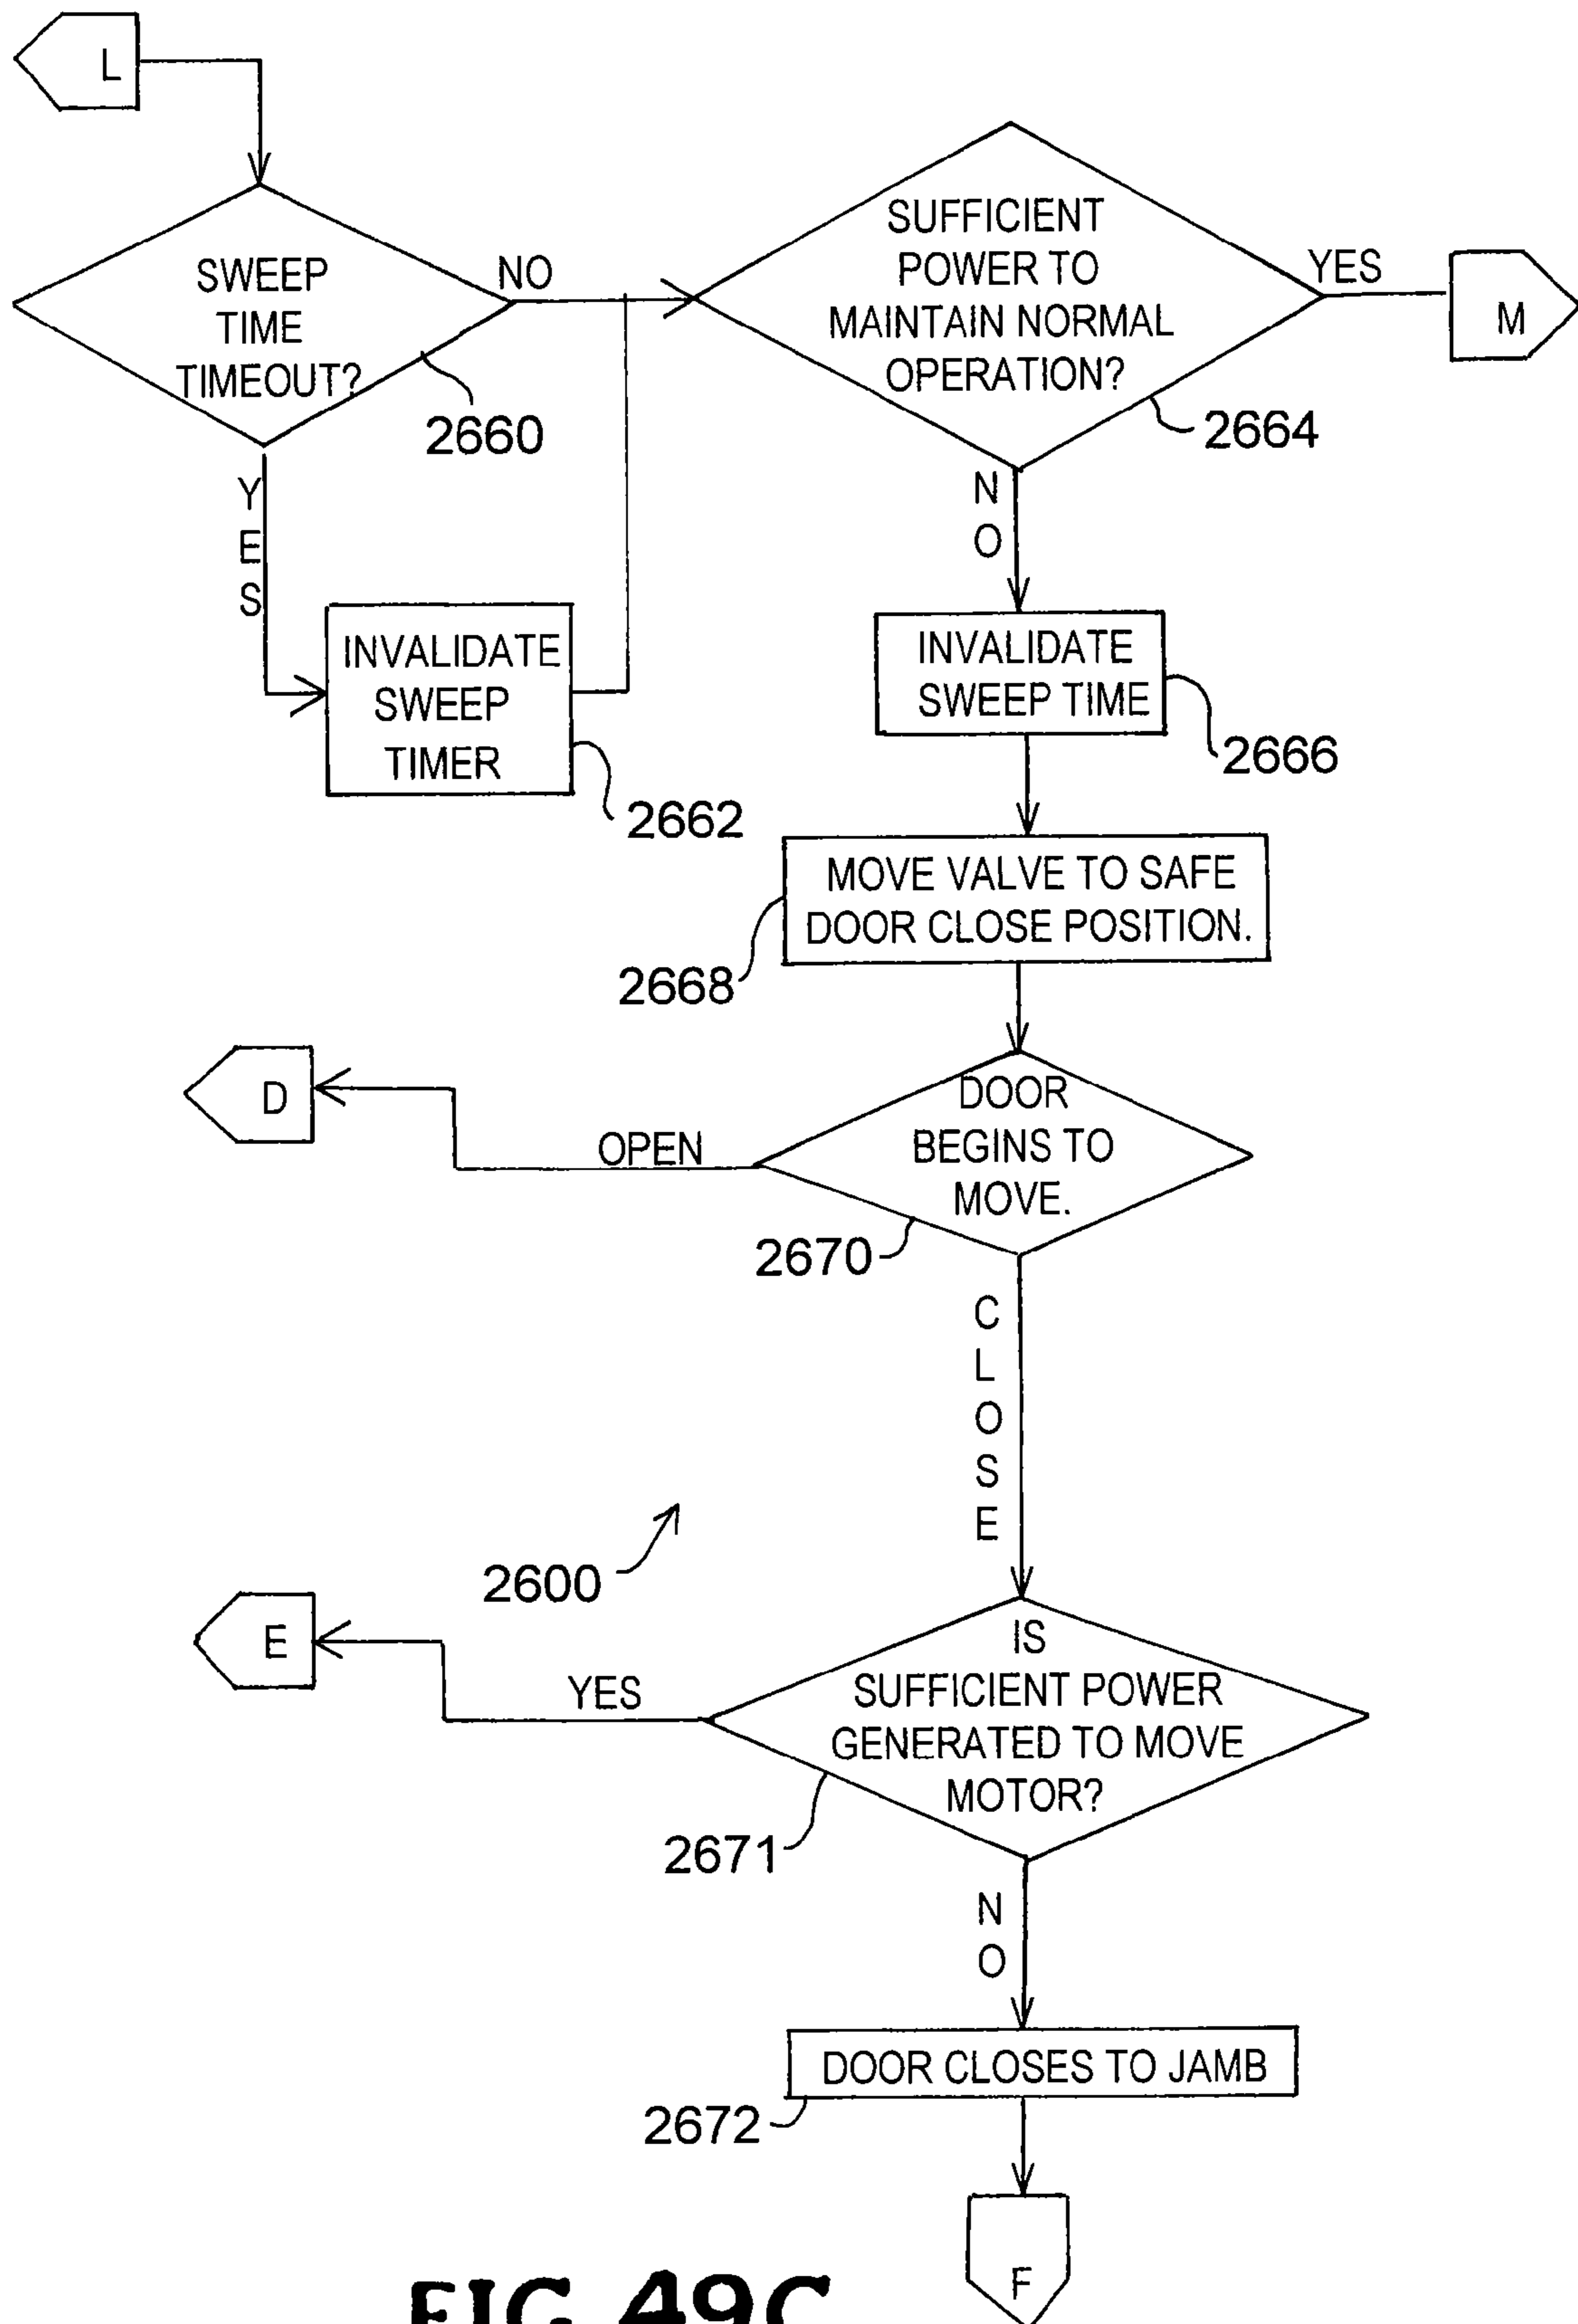 L
SWEEP
TIME
TIMEOUT?
NO
2660
YES
INVALIDATE
SWEEP
TIMER
2662
SUFFICIENT
POWER TO
MAINTAIN NORMAL
OPERATION?
YES
M
2664
NO
INVALIDATE
SWEEP TIME
2666
MOVE VALVE TO SAFE
DOOR CLOSE POSITION.
2668
DOOR
BEGINS TO
MOVE.
OPEN
D
2670
CLOSE
2600
IS
SUFFICIENT POWER
GENERATED TO MOVE
MOTOR?
YES
E
2671
NO
DOOR CLOSES TO JAMB
2672
F
FIG. 49C